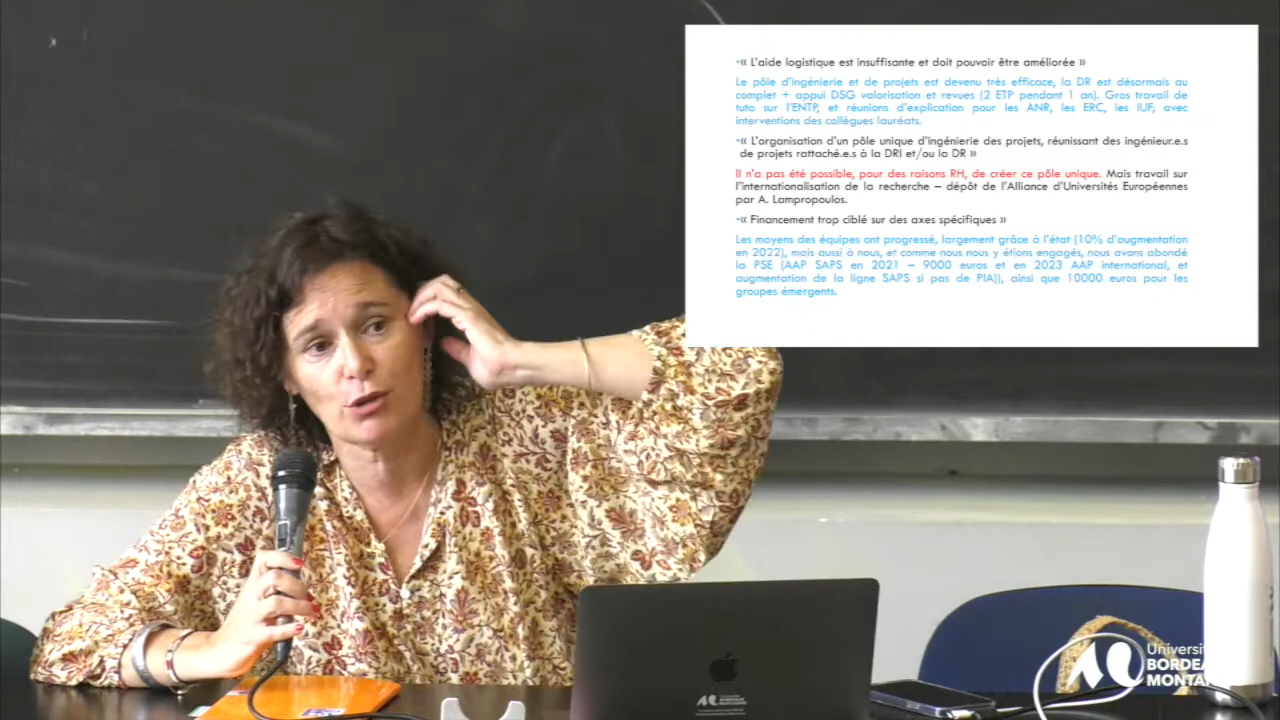 •« L'aide logistique est insuffisante et doit pouvoir être améliorée »
Le pôle d'ingénierie et de projets est devenu très efficace, la DR est désormais au
complet + appui DSG valorisation et revues (2 ETP pendant 1 an). Gros travail de
tuto sur l'ENTP, et réunions d'explication pour les ANR, les ERC, les IUF, avec
interventions des collègues lauréats.
•« L'organisation d'un pôle unique d'ingénierie des projets, réunissant des ingénieur.e.s
de projets rattaché.e.s à la DRI et/ou la DR »
Il n'a pas été possible, pour des raisons RH, de créer ce pôle unique. Mais travail sur
l'internationalisation de la recherche – dépôt de l'Alliance d'Universités Européennes
par A. Lampropoulos.
•« Financement trop ciblé sur des axes spécifiques »
Les moyens des équipes ont progressé, largement grâce à l'état (10% d'augmentation
en 2022), mais aussi à nous, et comme nous nous y étions engagés, nous avons abondé
la PSE (AAP SAPS en 2021 – 9000 euros et en 2023 AAP international, et
augmentation de la ligne SAPS si pas de PIA)), ainsi que 10000 euros pour les
groupes émergents.
Universi
BORDEA
MONTA